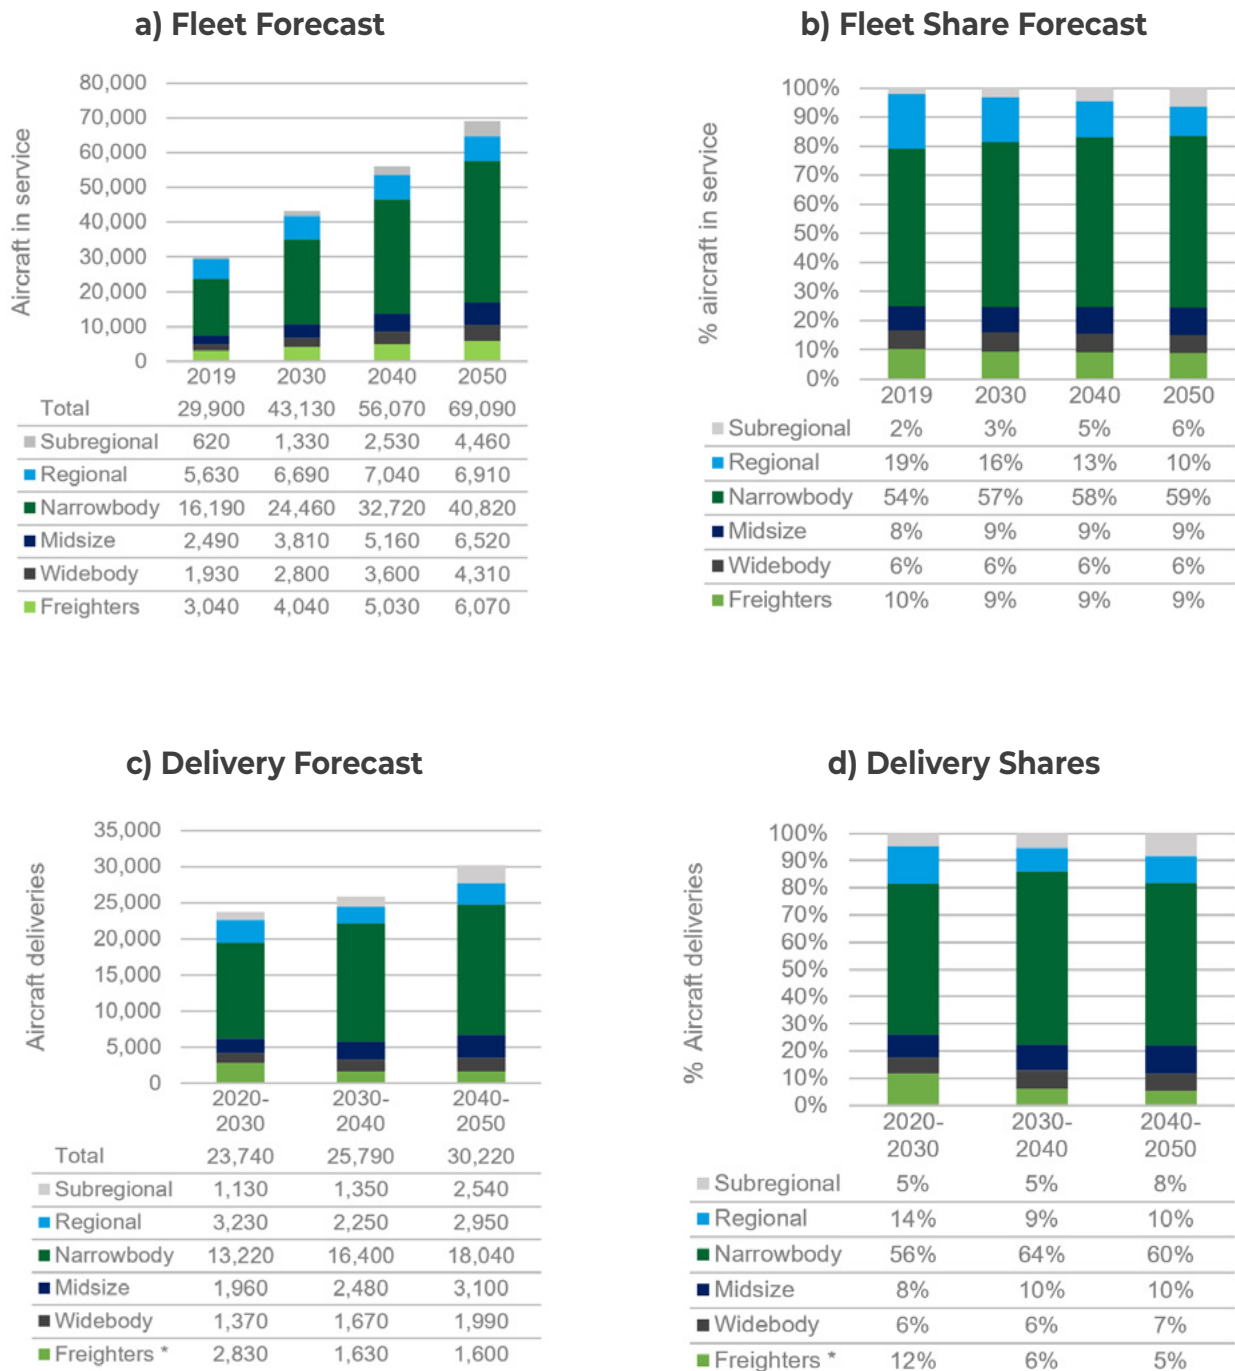 a) Fleet Forecast
80,000
70,000
60,000
50,000
40,000
30,000
20,000
10,000
0
Aircraft in service
2019 2030 2040 2050
Total 29,900 43,130 56,070 69,090
Subregional 620 1,330 2,530 4,460
Regional 5,630 6,690 7,040 6,910
Narrowbody 16,190 24,460 32,720 40,820
Midsize 2,490 3,810 5,160 6,520
Widebody 1,930 2,800 3,600 4,310
Freighters 3,040 4,040 5,030 6,070
b) Fleet Share Forecast
100%
90%
80%
70%
60%
50%
40%
30%
20%
10%
0%
% aircraft in service
2019 2030 2040 2050
Subregional 2% 3% 5% 6%
Regional 19% 16% 13% 10%
Narrowbody 54% 57% 58% 59%
Midsize 8% 9% 9% 9%
Widebody 6% 6% 6% 6%
Freighters 10% 9% 9% 9%
c) Delivery Forecast
35,000
30,000
25,000
20,000
15,000
10,000
5,000
0
Aircraft deliveries
2020- 2030- 2040-
2030 2040 2050
Total 23,740 25,790 30,220
Subregional 1,130 1,350 2,540
Regional 3,230 2,250 2,950
Narrowbody 13,220 16,400 18,040
Midsize 1,960 2,480 3,100
Widebody 1,370 1,670 1,990
Freighters * 2,830 1,630 1,600
d) Delivery Shares
100%
90%
80%
70%
60%
50%
40%
30%
20%
10%
0%
% Aircraft deliveries
2020- 2030- 2040-
2030 2040 2050
Subregional 5% 5% 8%
Regional 14% 9% 10%
Narrowbody 56% 64% 60%
Midsize 8% 10% 10%
Widebody 6% 6% 7%
Freighters * 12% 6% 5%